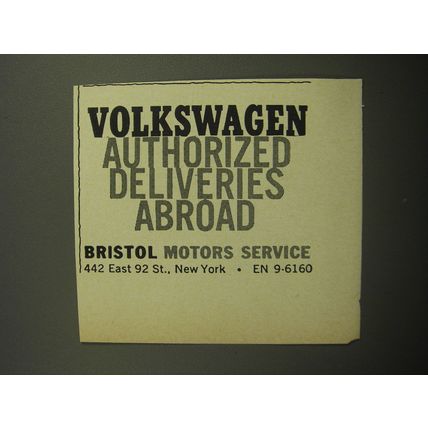 VOLKSWAGEN
AUTHORIZED
DELIVERIES
ABROAD
BRISTOL MOTORS SERVICE
442 East 92 St., New York • EN 9-6160